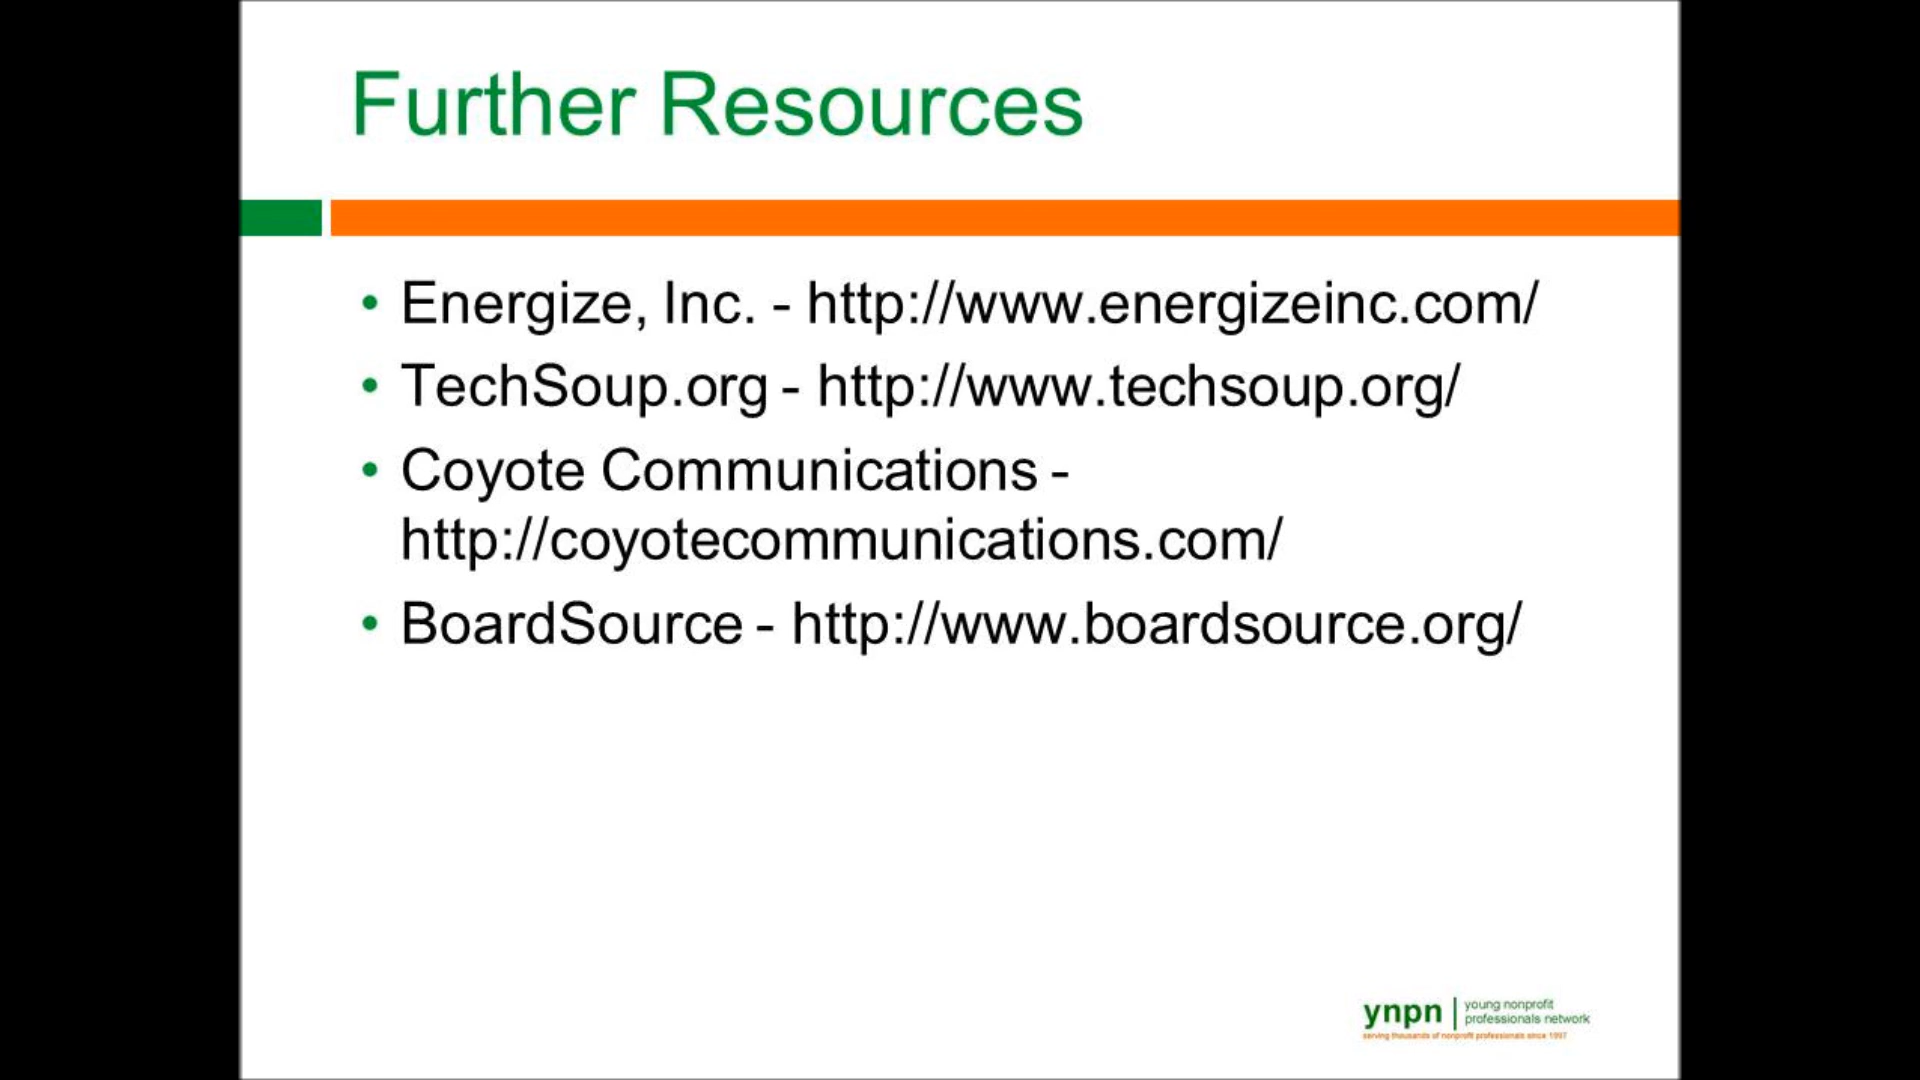 Further Resources
• Energize, Inc. - http://www.energizeinc.com/
• TechSoup.org - http://www.techsoup.org/
• Coyote Communications -
http://coyotecommunications.com/
• BoardSource - http://www.boardsource.org/
ynpn
young nonprofit
professionals network
serving thousands of nonprofit professionals since 1997